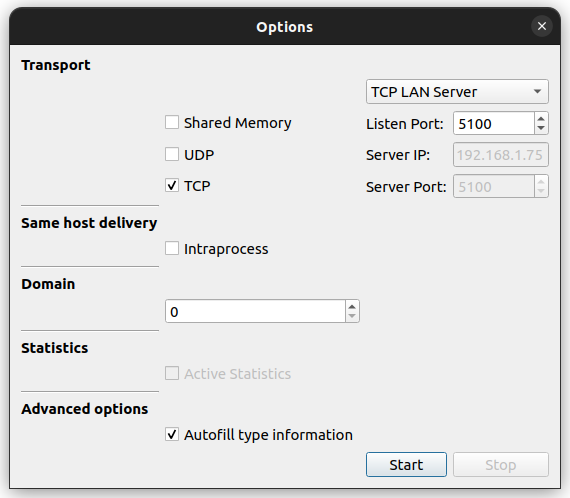 Options
Transport
TCP LAN Server
Shared Memory Listen Port: 5100
UDP Server IP: 192.168.1.75
TCP Server Port: 5100
Same host delivery
Intraprocess
Domain
0
Statistics
Active Statistics
Advanced options
Autofill type information
Start Stop